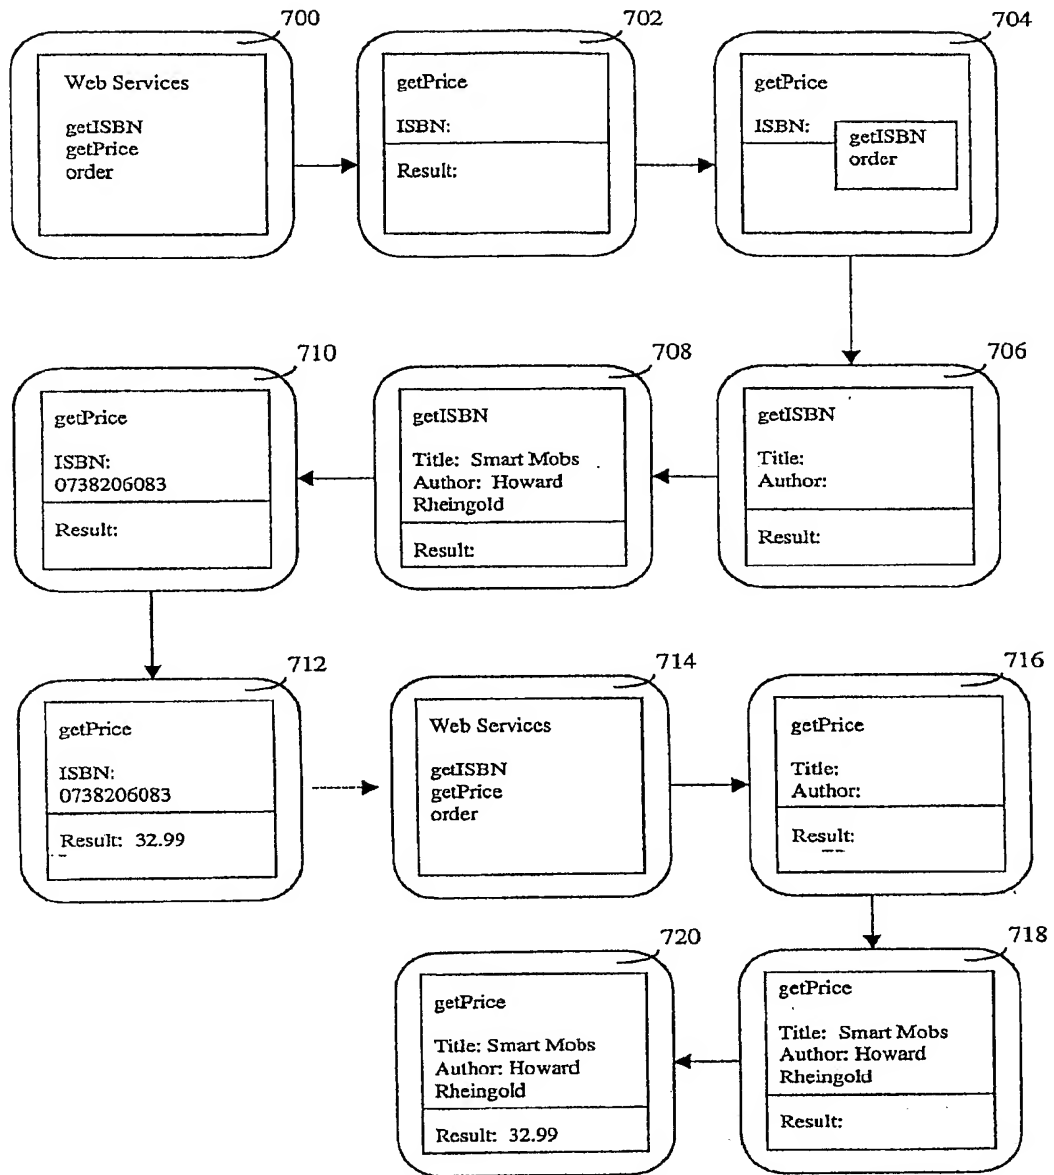 700
Web Services
getISBN
getPrice
order
702
getPrice
ISBN:
Result:
704
getPrice
ISBN:
getISBN
order
706
getISBN
Title:
Author:
Result:
708
getISBN
Title: Smart Mobs
Author: Howard
Rheingold
Result:
710
getPrice
ISBN:
0738206083
Result:
712
getPrice
ISBN:
0738206083
Result: 32.99
714
Web Services
getISBN
getPrice
order
716
getPrice
Title:
Author:
Result:
718
getPrice
Title: Smart Mobs
Author: Howard
Rheingold
Result:
720
getPrice
Title: Smart Mobs
Author: Howard
Rheingold
Result: 32.99